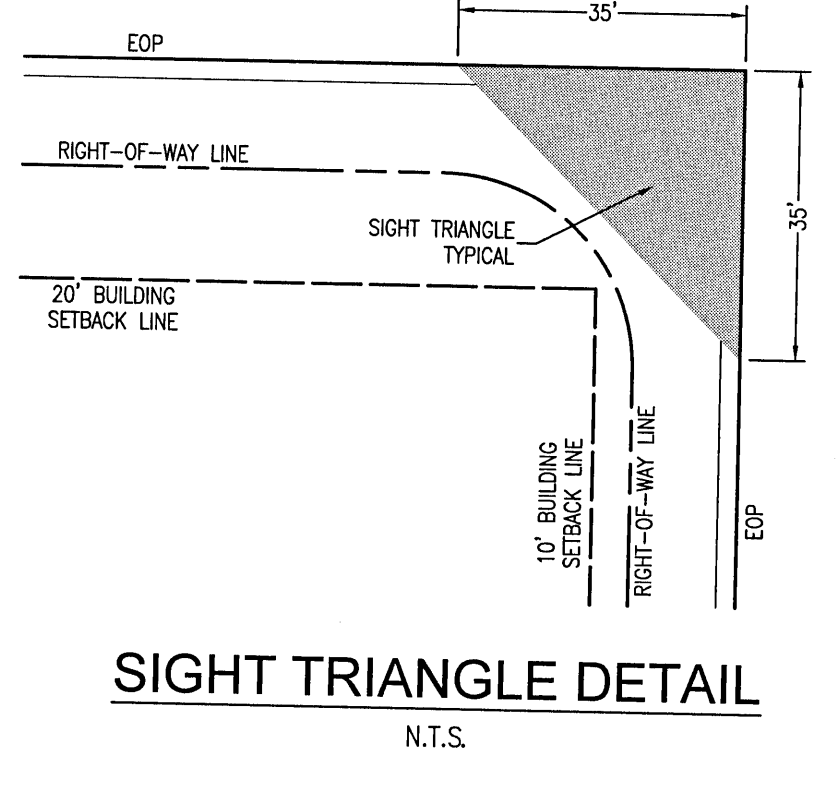 35'
EOP
RIGHT-OF-WAY LINE
SIGHT TRIANGLE
TYPICAL
35'
20' BUILDING
SETBACK LINE
10' BUILDING
SETBACK LINE
RIGHT-OF-WAY LINE
EOP
SIGHT TRIANGLE DETAIL
N.T.S.